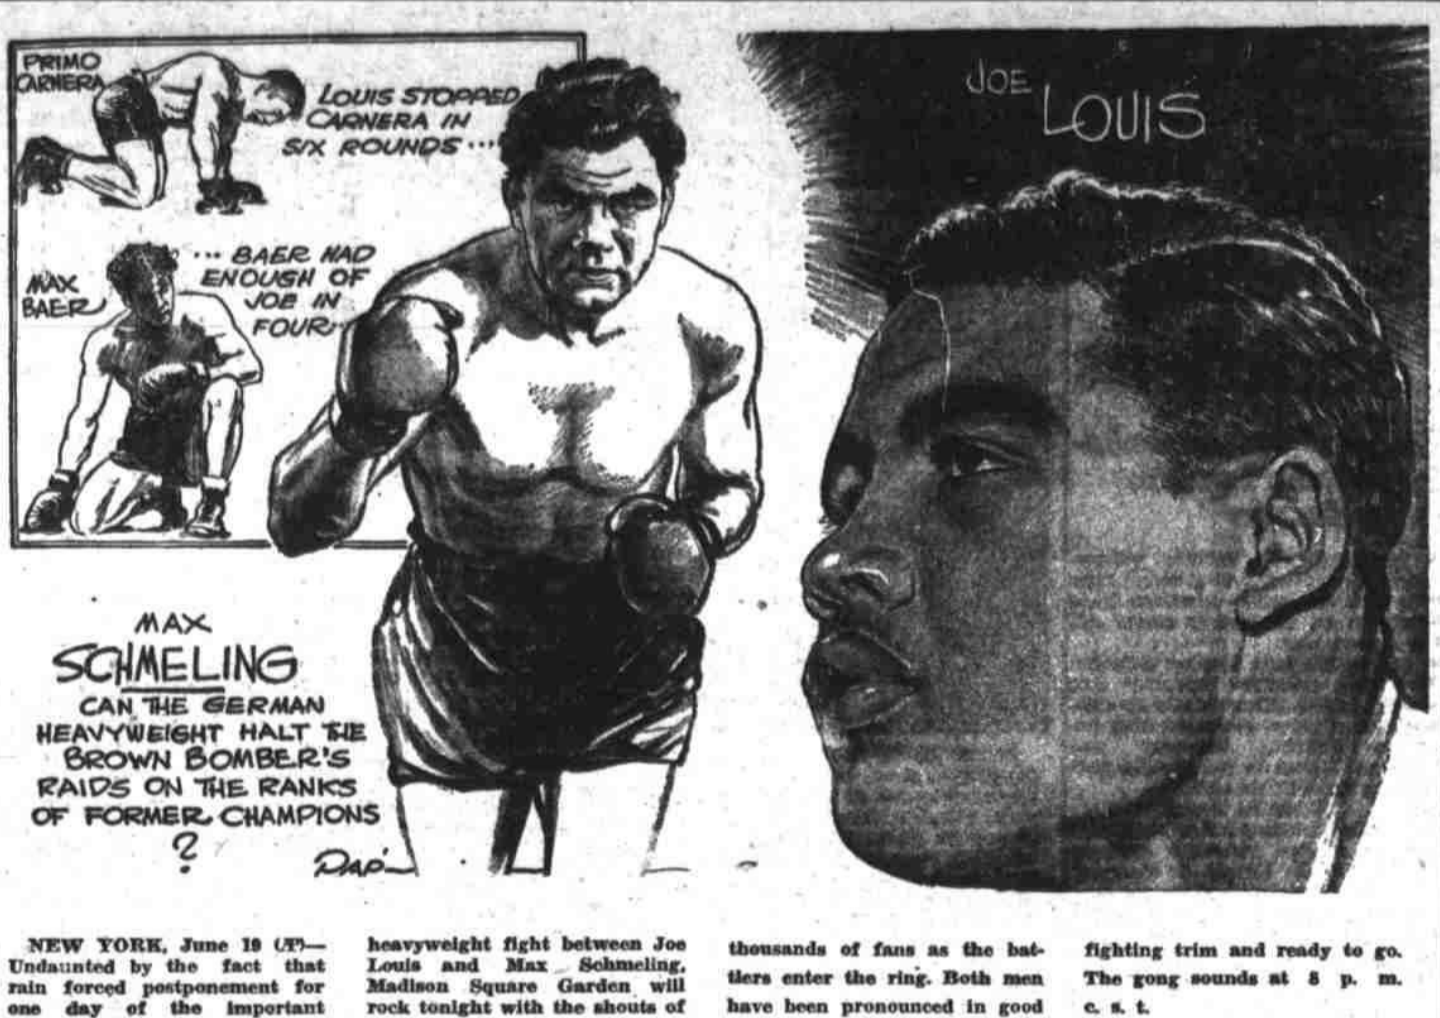 PRIMO
CARNERA
LOUIS STOPPED
CARNERA IN
SIX ROUNDS ...
MAX
BAER
... BAER HAD
ENOUGH OF
JOE IN
FOUR
JOE
LOUIS
MAX
SCHMELING
CAN THE GERMAN
HEAVYWEIGHT HALT THE
BROWN BOMBER'S
RAIDS ON THE RANKS
OF FORMER CHAMPIONS
?
PAP'
NEW YORK, June 19 (AP)—
Undaunted by the fact that
rain forced postponement for
one day of the important
heavyweight fight between Joe
Louis and Max Schmeling,
Madison Square Garden will
rock tonight with the shouts of
thousands of fans as the bat-
tlers enter the ring. Both men
have been pronounced in good
fighting trim and ready to go.
The gong sounds at 8 p. m.
c. s. t.